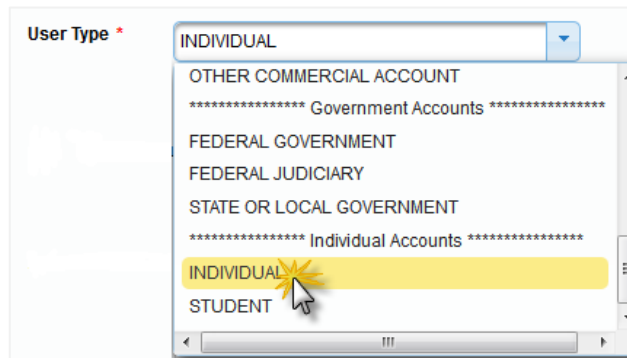 User Type *
INDIVIDUAL
OTHER COMMERCIAL ACCOUNT
**************** Government Accounts ****************
FEDERAL GOVERNMENT
FEDERAL JUDICIARY
STATE OR LOCAL GOVERNMENT
**************** Individual Accounts ****************
INDIVIDUAL
STUDENT